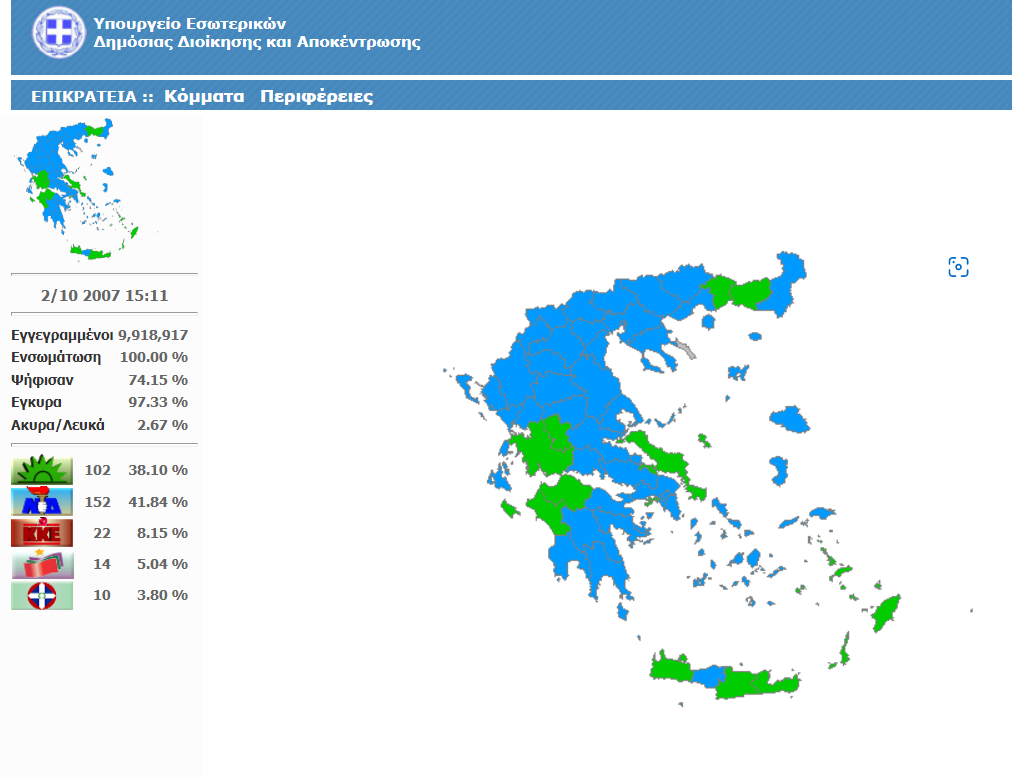 Υπουργείο Εσωτερικών
Δημόσιας Διοίκησης και Αποκέντρωσης
ΕΠΙΚΡΑΤΕΙΑ :: Κόμματα Περιφέρειες
2/10 2007 15:11
Εγγεγραμμένοι 9,918,917
Ενσωμάτωση 100.00 %
Ψήφισαν 74.15 %
Εγκυρα 97.33 %
Ακυρα/Λευκά 2.67 %
102 38.10 %
ΝΔ 152 41.84 %
ΚΚΕ 22 8.15 %
14 5.04 %
10 3.80 %